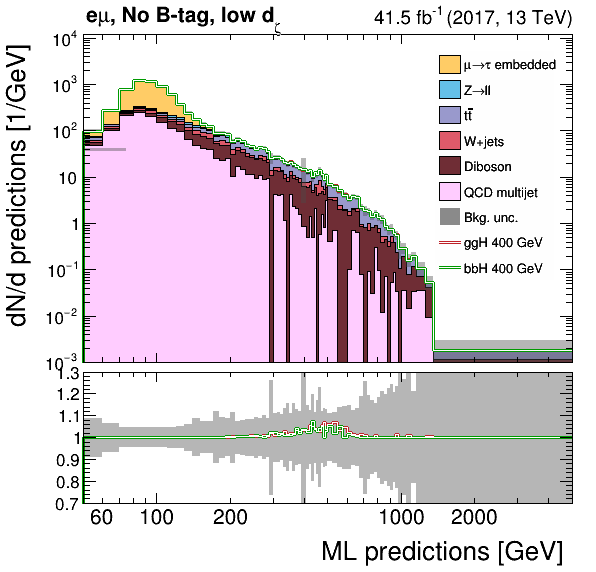 eμ, No B-tag, low dζ
41.5 fb⁻¹ (2017, 13 TeV)
dN/d predictions [1/GeV]
10⁴
10³
10²
10
1
10⁻¹
10⁻²
10⁻³
μ→τ embedded
Z→ll
tt̄
W+jets
Diboson
QCD multijet
Bkg. unc.
ggH 400 GeV
bbH 400 GeV
1.3
1.2
1.1
1
0.9
0.8
0.7
60 100 200 1000 2000
ML predictions [GeV]